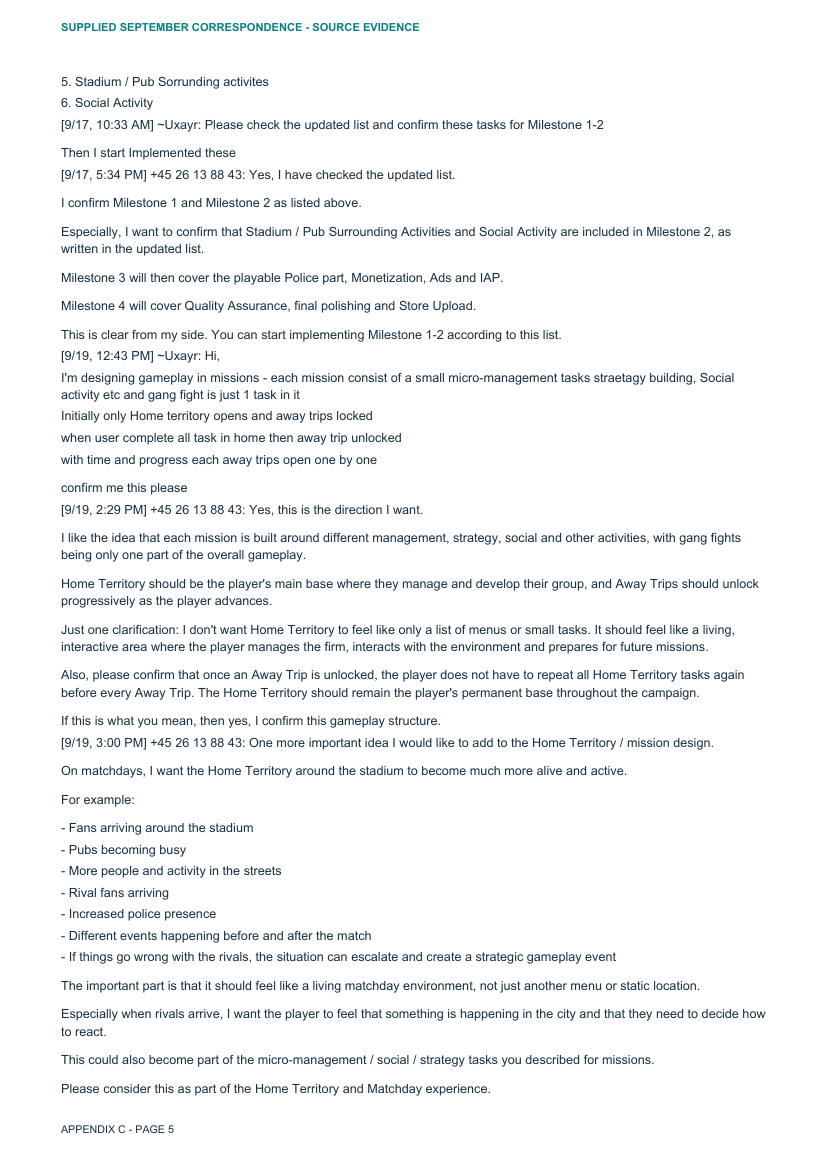 SUPPLIED SEPTEMBER CORRESPONDENCE - SOURCE EVIDENCE
5. Stadium / Pub Sorrunding activites
6. Social Activity
[9/17, 10:33 AM] ~Uxayr: Please check the updated list and confirm these tasks for Milestone 1-2
Then I start Implemented these
[9/17, 5:34 PM] +45 26 13 88 43: Yes, I have checked the updated list.
I confirm Milestone 1 and Milestone 2 as listed above.
Especially, I want to confirm that Stadium / Pub Surrounding Activities and Social Activity are included in Milestone 2, as
written in the updated list.
Milestone 3 will then cover the playable Police part, Monetization, Ads and IAP.
Milestone 4 will cover Quality Assurance, final polishing and Store Upload.
This is clear from my side. You can start implementing Milestone 1-2 according to this list.
[9/19, 12:43 PM] ~Uxayr: Hi,
I'm designing gameplay in missions - each mission consist of a small micro-management tasks straetagy building, Social
activity etc and gang fight is just 1 task in it
Initially only Home territory opens and away trips locked
when user complete all task in home then away trip unlocked
with time and progress each away trips open one by one
confirm me this please
[9/19, 2:29 PM] +45 26 13 88 43: Yes, this is the direction I want.
I like the idea that each mission is built around different management, strategy, social and other activities, with gang fights
being only one part of the overall gameplay.
Home Territory should be the player's main base where they manage and develop their group, and Away Trips should unlock
progressively as the player advances.
Just one clarification: I don't want Home Territory to feel like only a list of menus or small tasks. It should feel like a living,
interactive area where the player manages the firm, interacts with the environment and prepares for future missions.
Also, please confirm that once an Away Trip is unlocked, the player does not have to repeat all Home Territory tasks again
before every Away Trip. The Home Territory should remain the player's permanent base throughout the campaign.
If this is what you mean, then yes, I confirm this gameplay structure.
[9/19, 3:00 PM] +45 26 13 88 43: One more important idea I would like to add to the Home Territory / mission design.
On matchdays, I want the Home Territory around the stadium to become much more alive and active.
For example:
- Fans arriving around the stadium
- Pubs becoming busy
- More people and activity in the streets
- Rival fans arriving
- Increased police presence
- Different events happening before and after the match
- If things go wrong with the rivals, the situation can escalate and create a strategic gameplay event
The important part is that it should feel like a living matchday environment, not just another menu or static location.
Especially when rivals arrive, I want the player to feel that something is happening in the city and that they need to decide how
to react.
This could also become part of the micro-management / social / strategy tasks you described for missions.
Please consider this as part of the Home Territory and Matchday experience.
APPENDIX C - PAGE 5